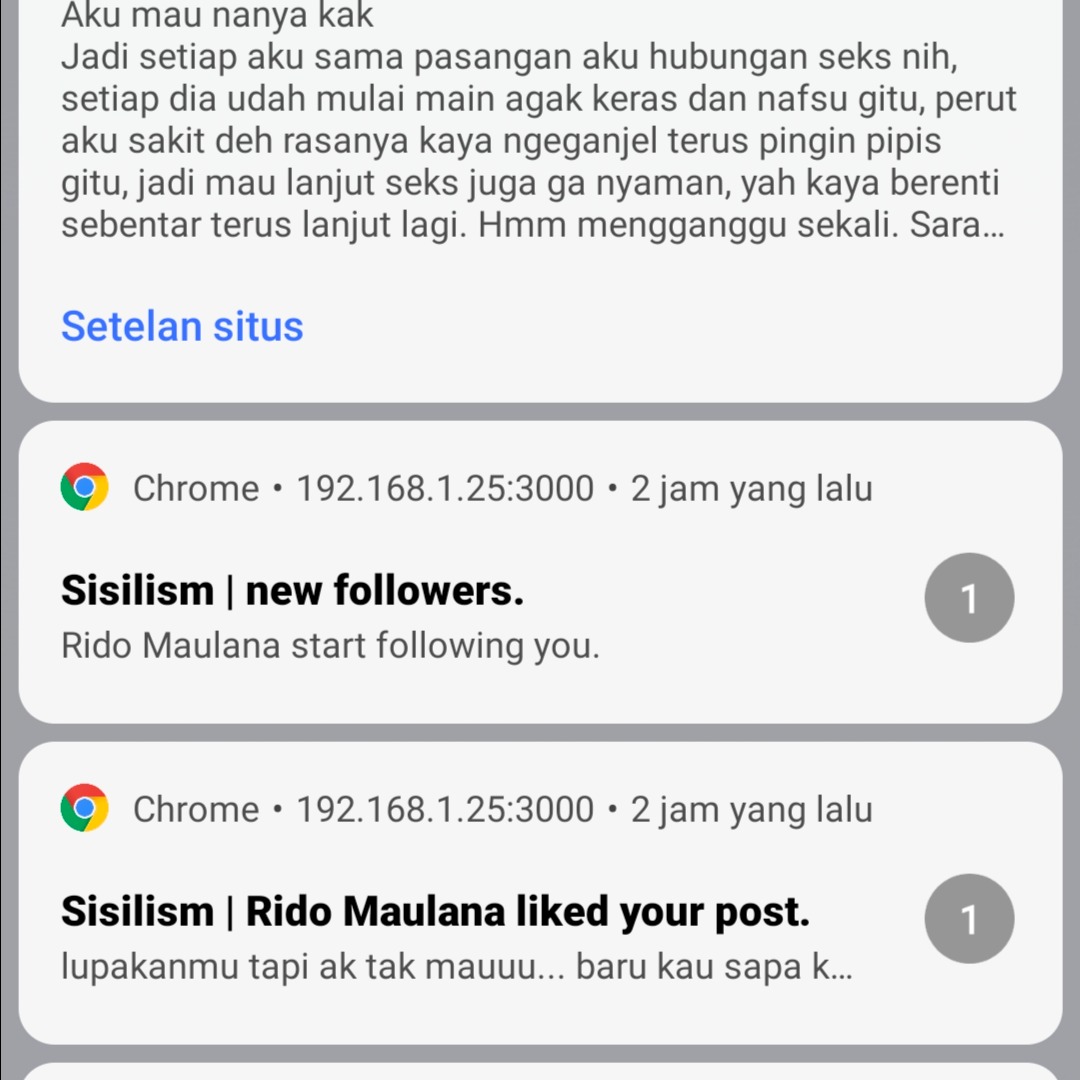 Aku mau nanya kak
Jadi setiap aku sama pasangan aku hubungan seks nih,
setiap dia udah mulai main agak keras dan nafsu gitu, perut
aku sakit deh rasanya kaya ngeganjel terus pingin pipis
gitu, jadi mau lanjut seks juga ga nyaman, yah kaya berenti
sebentar terus lanjut lagi. Hmm mengganggu sekali. Sara...
Setelan situs
Chrome • 192.168.1.25:3000 • 2 jam yang lalu
Sisilism | new followers.
1
Rido Maulana start following you.
Chrome • 192.168.1.25:3000 • 2 jam yang lalu
Sisilism | Rido Maulana liked your post.
1
lupakanmu tapi ak tak mauuu... baru kau sapa k...